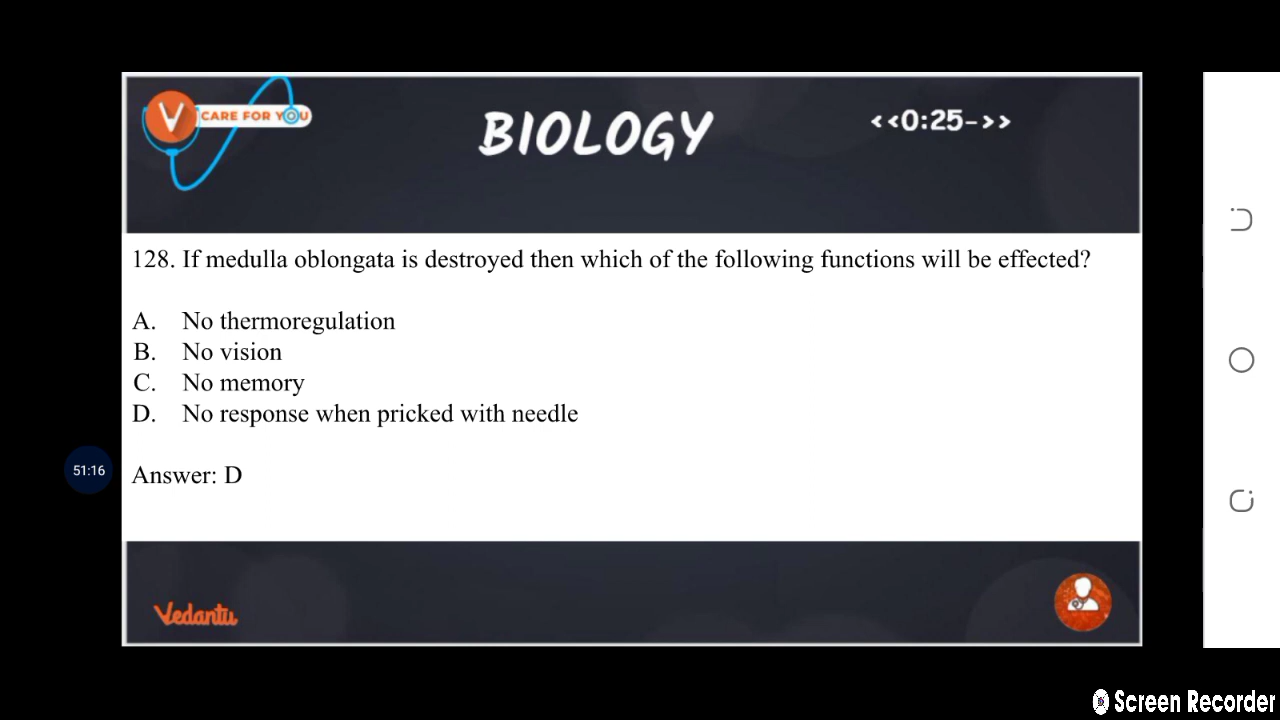 V CARE FOR YOU
BIOLOGY
<<0:25->>
128. If medulla oblongata is destroyed then which of the following functions will be effected?
A. No thermoregulation
B. No vision
C. No memory
D. No response when pricked with needle
51:16
Answer: D
Vedantu
Screen Recorder